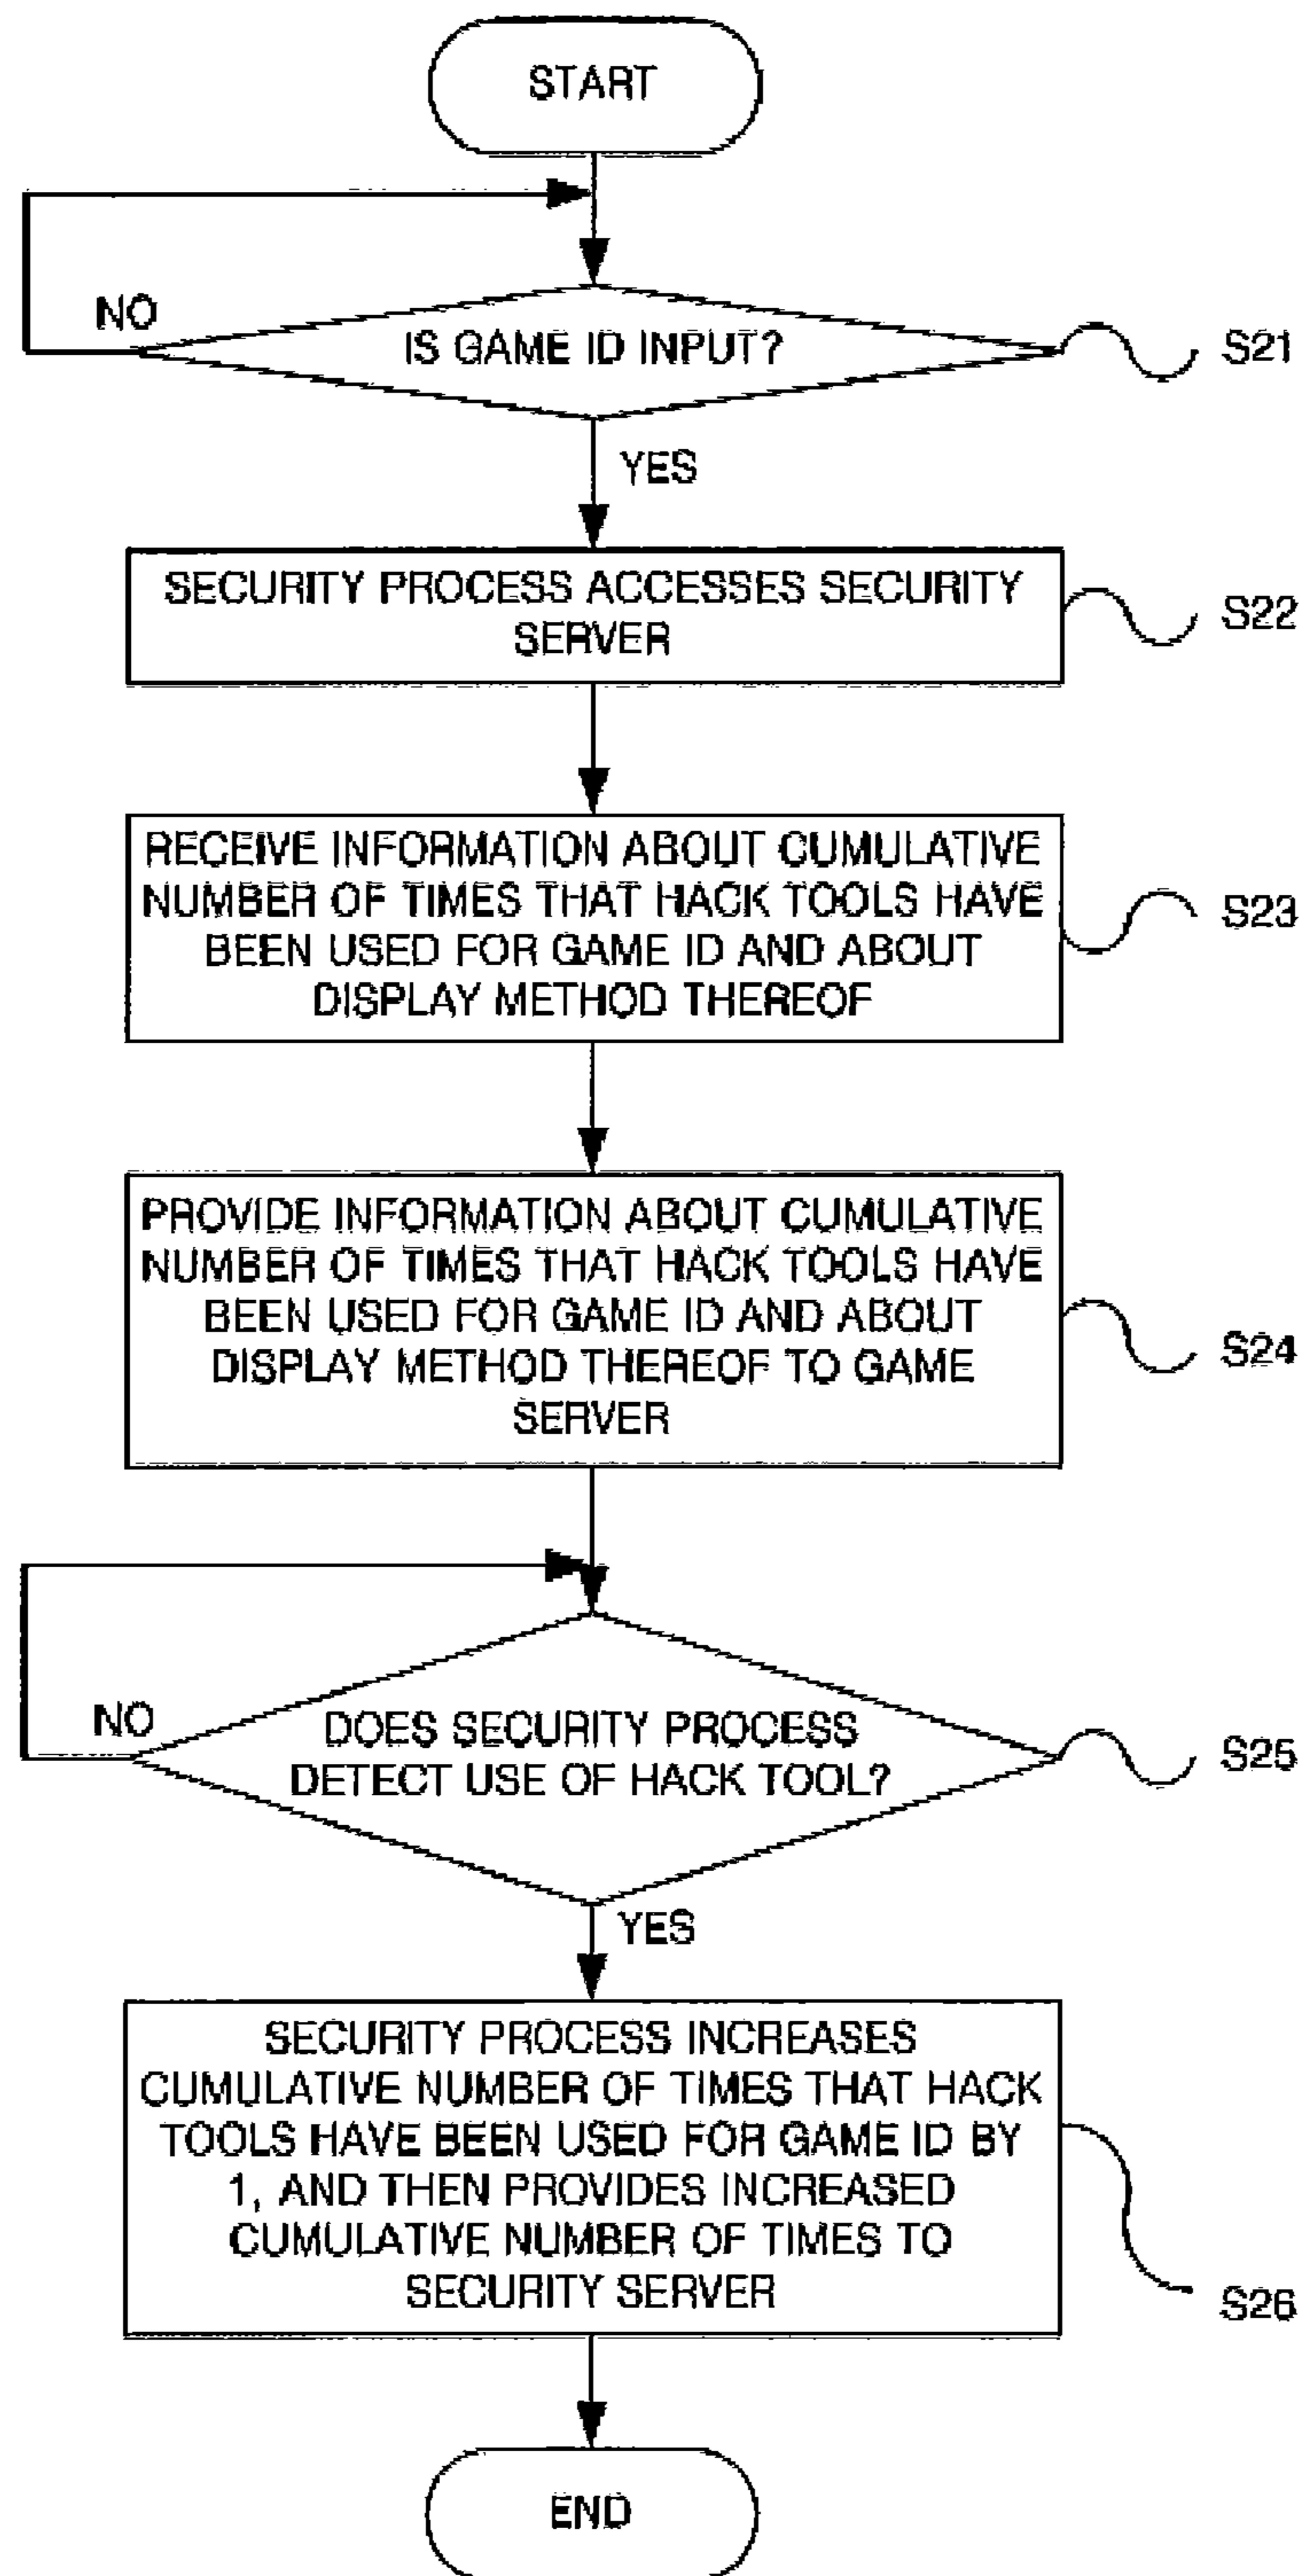 START
NO
IS GAME ID INPUT?
S21
YES
SECURITY PROCESS ACCESSES SECURITY
SERVER
S22
RECEIVE INFORMATION ABOUT CUMULATIVE
NUMBER OF TIMES THAT HACK TOOLS HAVE
BEEN USED FOR GAME ID AND ABOUT
DISPLAY METHOD THEREOF
S23
PROVIDE INFORMATION ABOUT CUMULATIVE
NUMBER OF TIMES THAT HACK TOOLS HAVE
BEEN USED FOR GAME ID AND ABOUT
DISPLAY METHOD THEREOF TO GAME
SERVER
S24
NO
DOES SECURITY PROCESS
DETECT USE OF HACK TOOL?
S25
YES
SECURITY PROCESS INCREASES
CUMULATIVE NUMBER OF TIMES THAT HACK
TOOLS HAVE BEEN USED FOR GAME ID BY
1, AND THEN PROVIDES INCREASED
CUMULATIVE NUMBER OF TIMES TO
SECURITY SERVER
S26
END